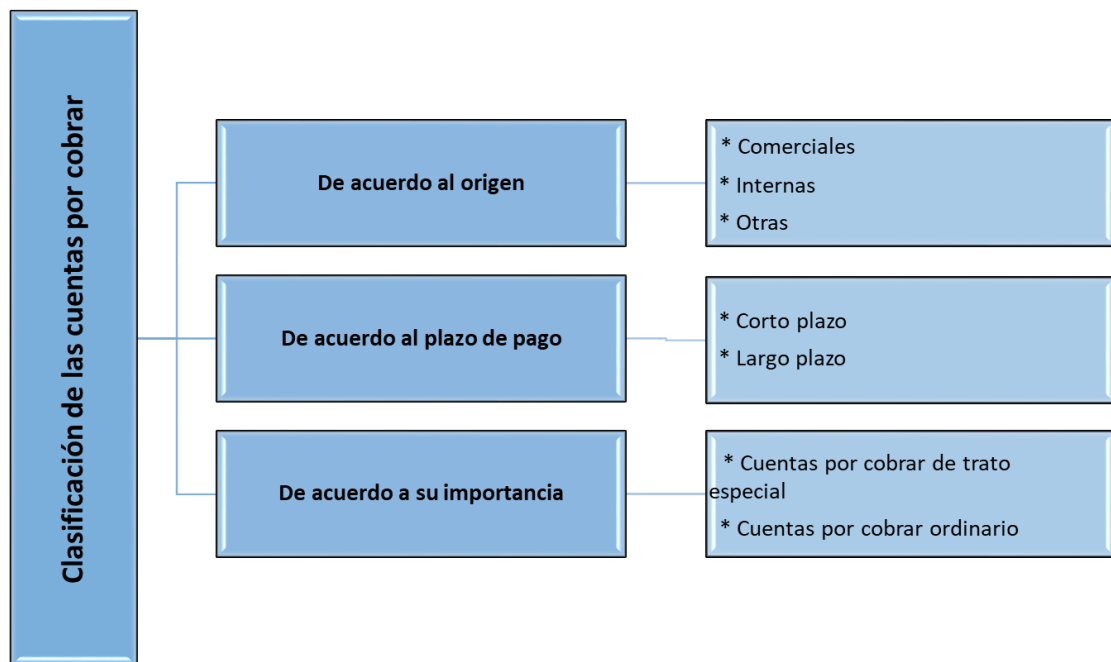 Clasificación de las cuentas por cobrar
De acuerdo al origen
* Comerciales
* Internas
* Otras
De acuerdo al plazo de pago
* Corto plazo
* Largo plazo
De acuerdo a su importancia
* Cuentas por cobrar de trato
especial
* Cuentas por cobrar ordinario